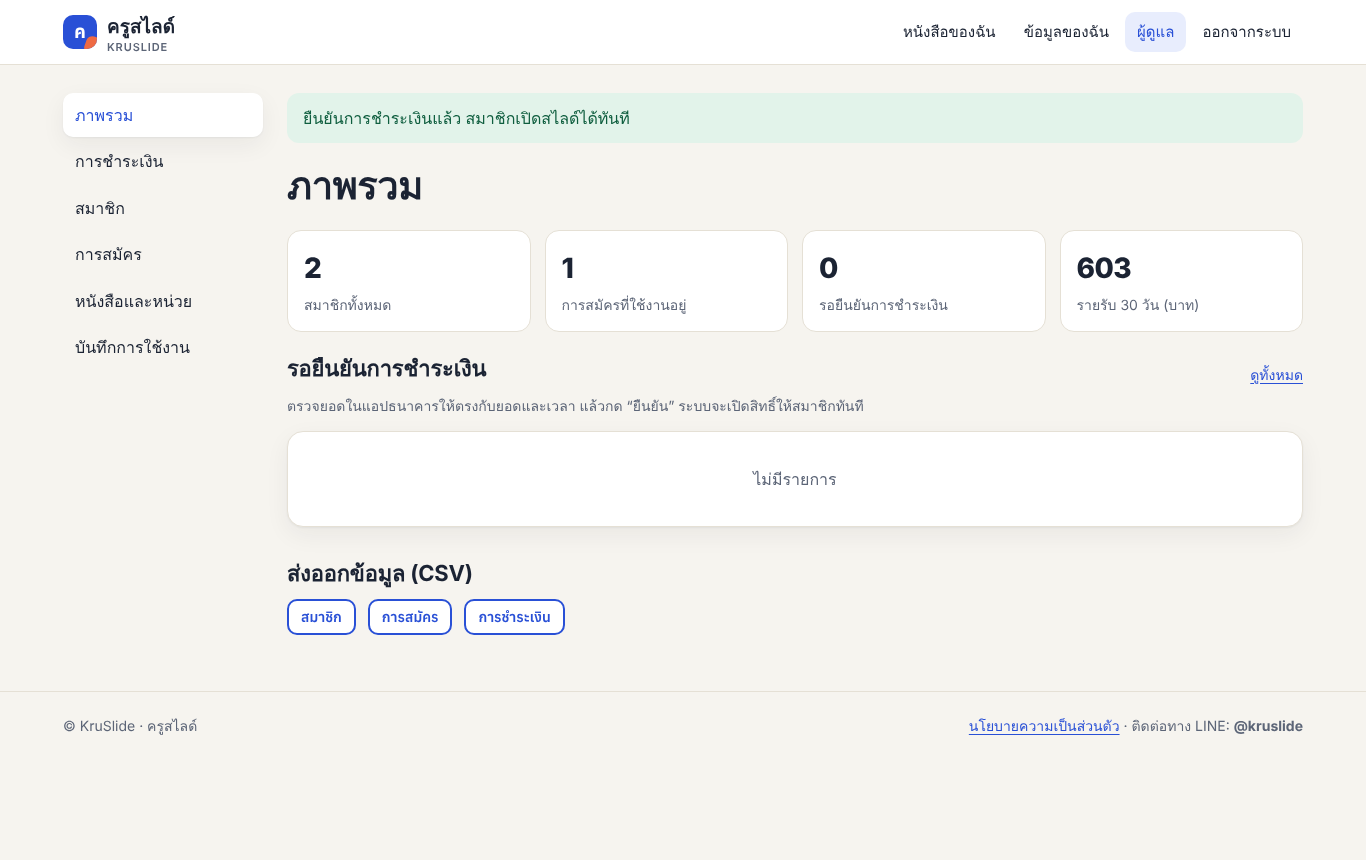 ค ครูสไลด์
KRUSLIDE
หนังสือของฉัน ข้อมูลของฉัน ผู้ดูแล ออกจากระบบ
ภาพรวม
การชำระเงิน
สมาชิก
การสมัคร
หนังสือและหน่วย
บันทึกการใช้งาน
ยืนยันการชำระเงินแล้ว สมาชิกเปิดสไลด์ได้ทันที
ภาพรวม
2
สมาชิกทั้งหมด
1
การสมัครที่ใช้งานอยู่
0
รอยืนยันการชำระเงิน
603
รายรับ 30 วัน (บาท)
รอยืนยันการชำระเงิน
ดูทั้งหมด
ตรวจยอดในแอปธนาคารให้ตรงกับยอดและเวลา แล้วกด “ยืนยัน” ระบบจะเปิดสิทธิ์ให้สมาชิกทันที
ไม่มีรายการ
ส่งออกข้อมูล (CSV)
สมาชิก การสมัคร การชำระเงิน
© KruSlide · ครูสไลด์
นโยบายความเป็นส่วนตัว · ติดต่อทาง LINE: @kruslide